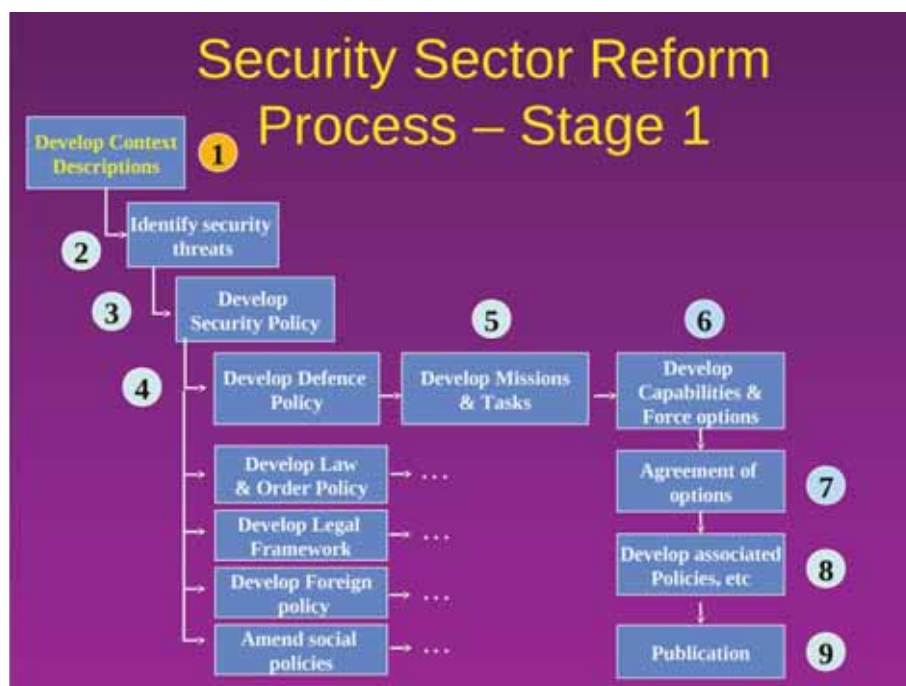 Security Sector Reform
Process – Stage 1
Develop Context
Descriptions
1
Identify security
threats
2
Develop
Security Policy
3
4
Develop Defence
Policy
5
Develop Missions
& Tasks
6
Develop
Capabilities &
Force options
Develop Law
& Order Policy
...
Agreement of
options
7
Develop Legal
Framework
...
Develop associated
Policies, etc
8
Develop Foreign
policy
...
Amend social
policies
...
Publication
9